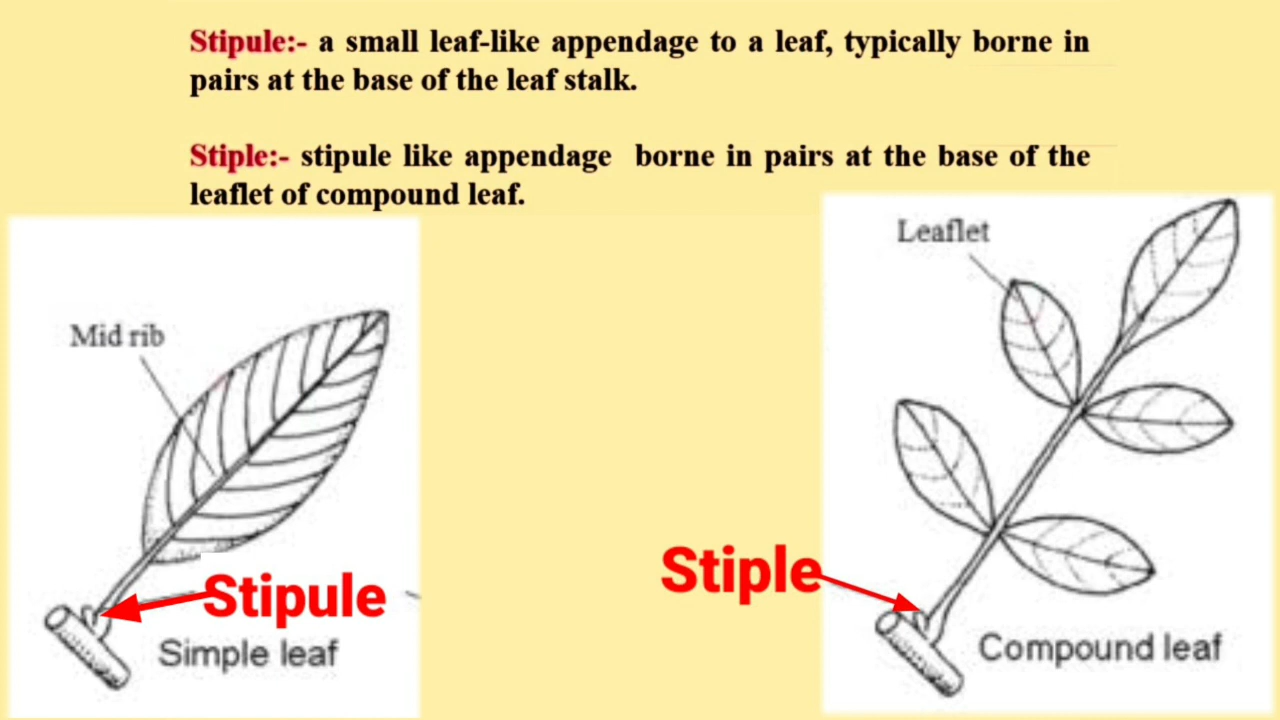 Stipule:- a small leaf-like appendage to a leaf, typically borne in
pairs at the base of the leaf stalk.
Stiple:- stipule like appendage borne in pairs at the base of the
leaflet of compound leaf.
Leaflet
Mid rib
Stiple
Stipule
Simple leaf
Compound leaf